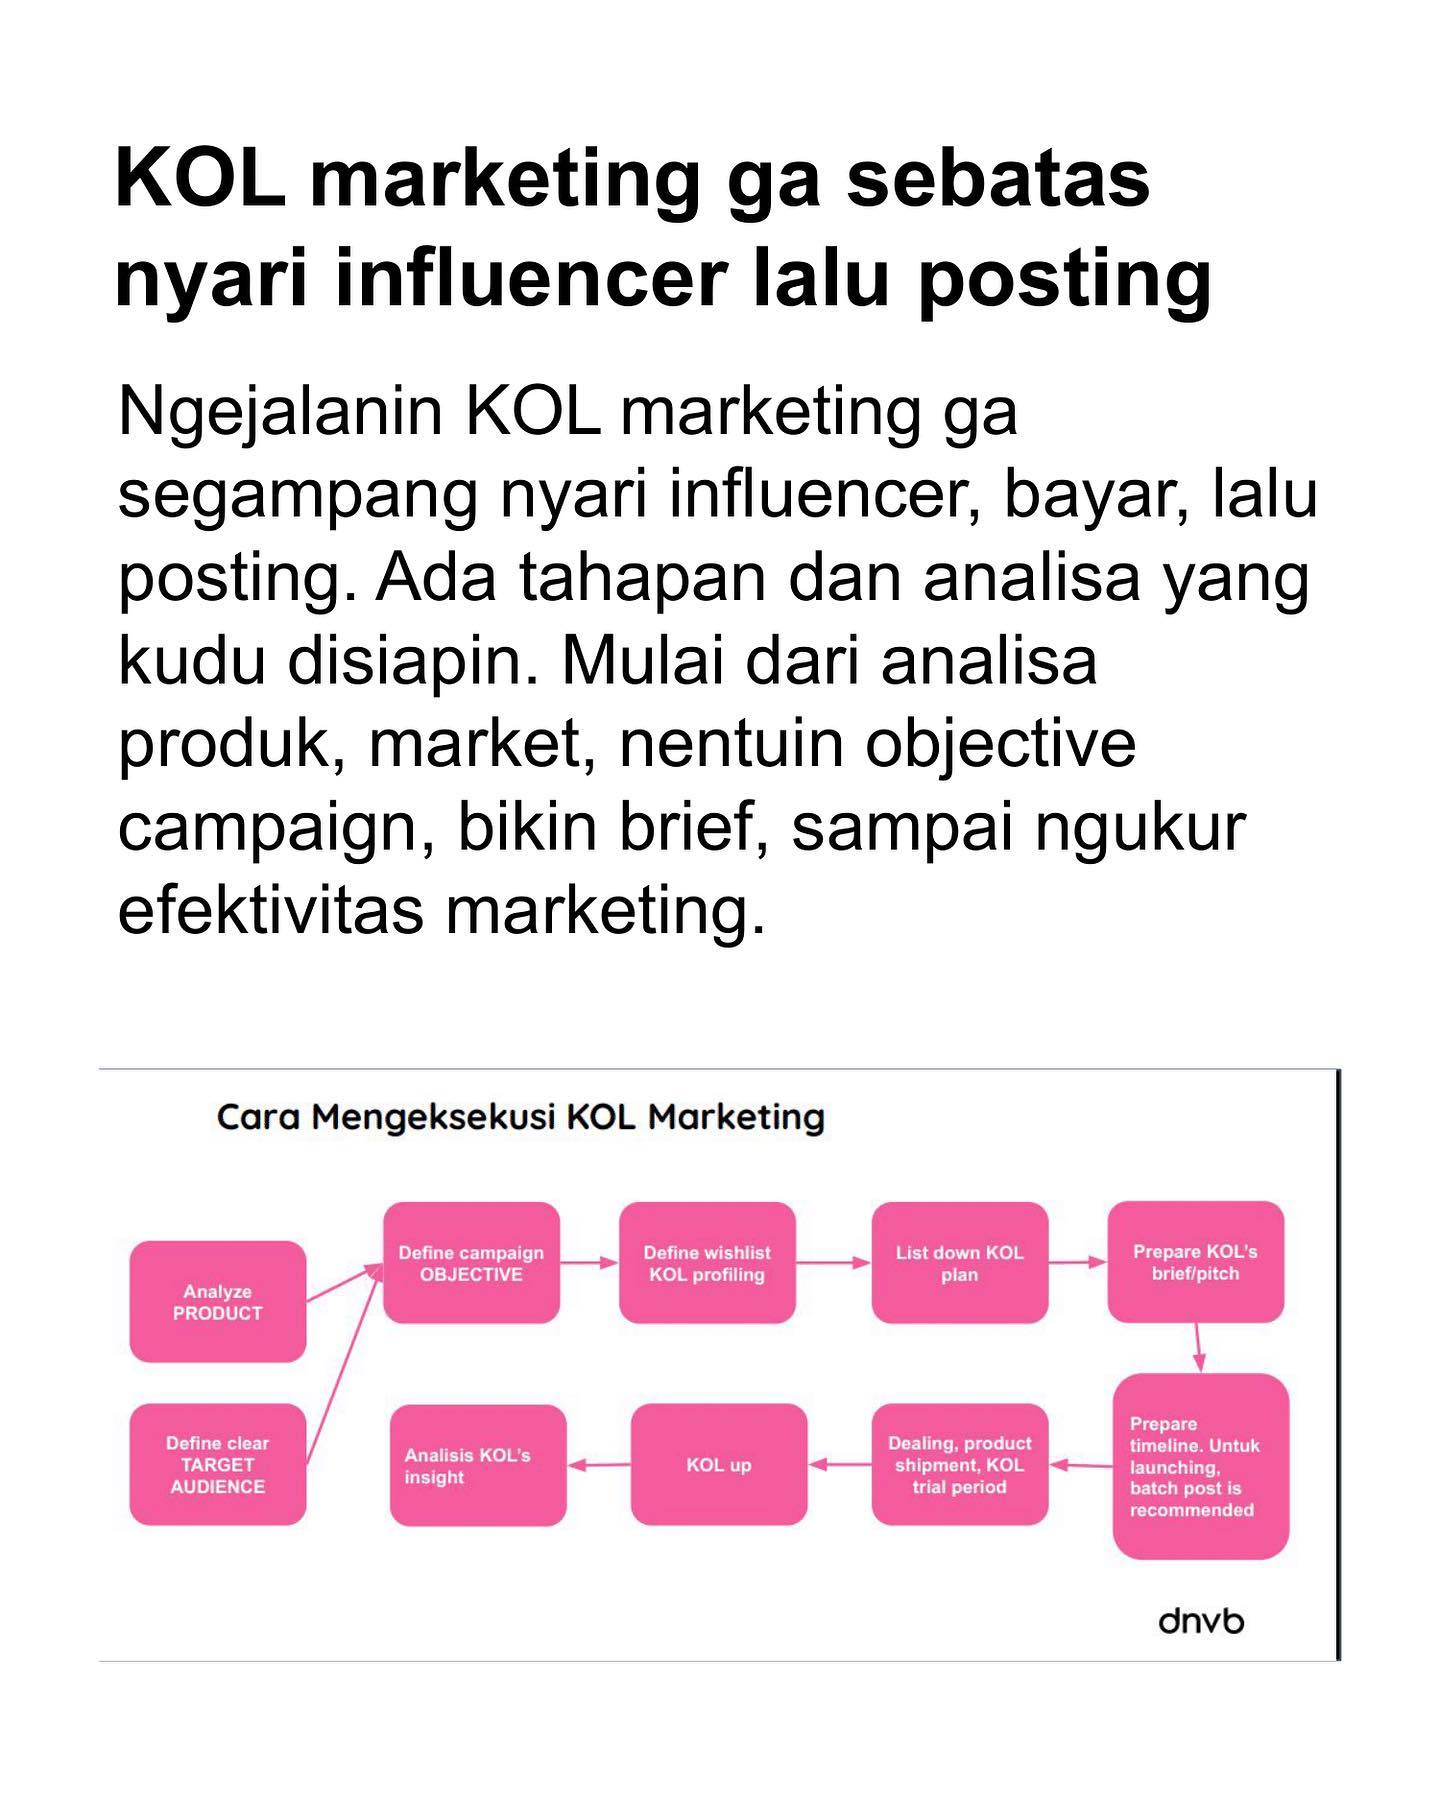 KOL marketing ga sebatas
nyari influencer lalu posting
Ngejalanin KOL marketing ga
segampang nyari influencer, bayar, lalu
posting. Ada tahapan dan analisa yang
kudu disiapin. Mulai dari analisa
produk, market, nentuin objective
campaign, bikin brief, sampai ngukur
efektivitas marketing.
Cara Mengeksekusi KOL Marketing
Analyze
PRODUCT
Define clear
TARGET
AUDIENCE
Define campaign
OBJECTIVE
Define wishlist
KOL profiling
List down KOL
plan
Prepare KOL's
brief/pitch
Prepare
timeline. Untuk
launching,
batch post is
recommended
Dealing, product
shipment, KOL
trial period
KOL up
Analisis KOL's
insight
dnvb